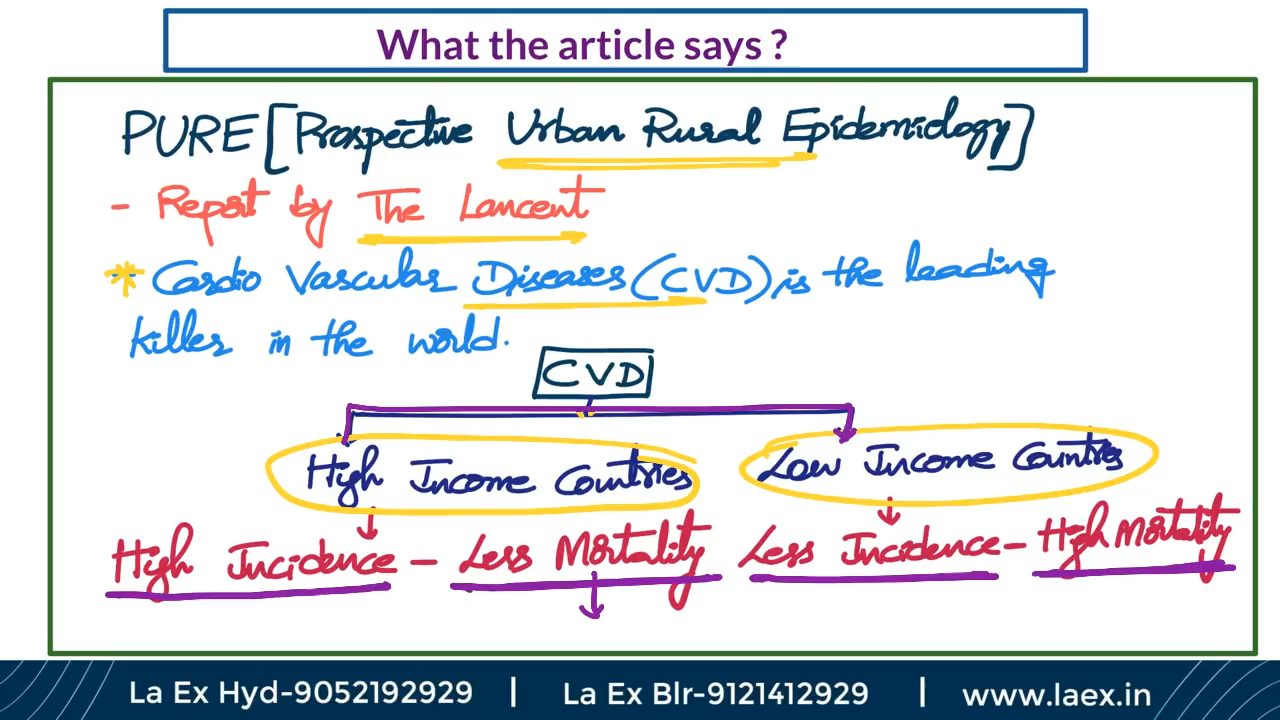 What the article says ?
PURE [Prospective Urban Rural Epidemiology]
- Report by The Lancent
* Cardio Vascular Diseases (CVD) is the leading
killer in the world.
CVD
High Income Countries Low Income Countries
High Incidence - Less Mortality Less Incidence - High Mortality
La Ex Hyd-9052192929 | La Ex Blr-9121412929 | www.laex.in